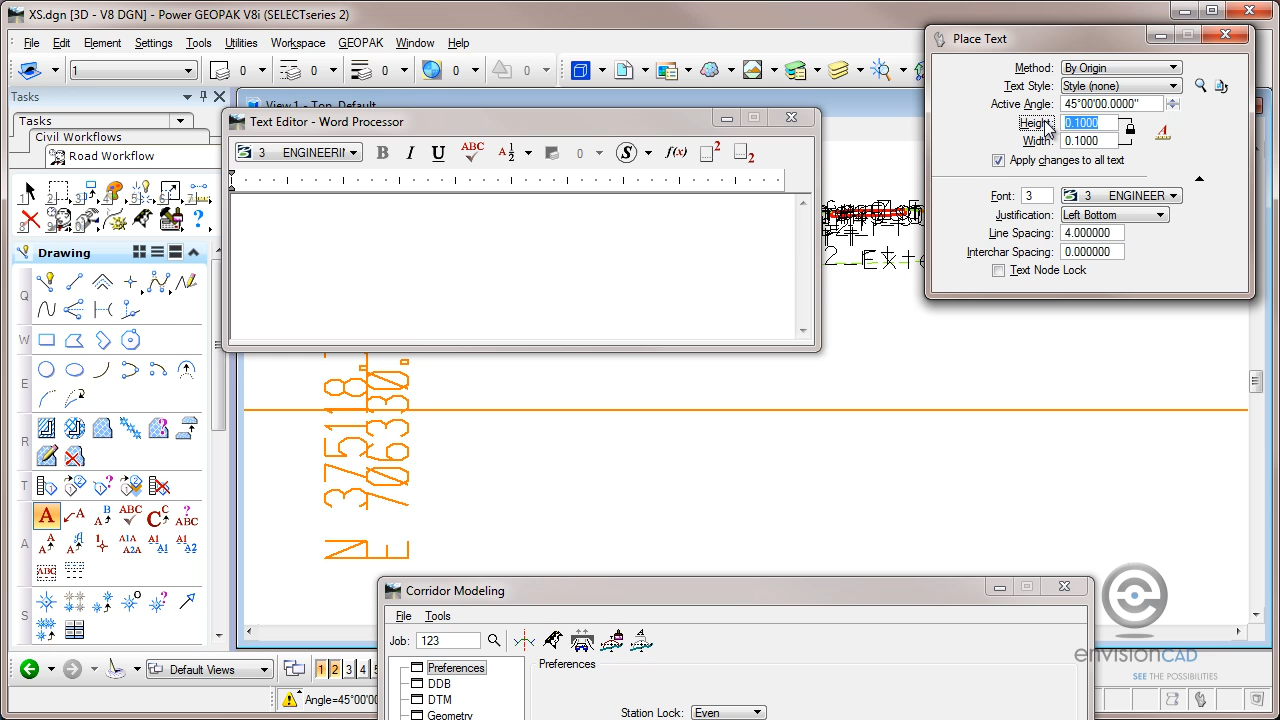 XS.dgn [3D - V8 DGN] - Power GEOPAK V8i (SELECTseries 2)
File Edit Element Settings Tools Utilities Workspace GEOPAK Window Help
1 0 0 0 0 0
Tasks
Tasks
Civil Workflows
Road Workflow
Drawing
Q
W
E
R
T
A
S
View 1 - Top, Default
Text Editor - Word Processor
3 ENGINEERIN B I U ABC 0 S f(x)
Place Text
Method: By Origin
Text Style: Style (none)
Active Angle: 45°00'00.0000"
Height: 0.1000
Width: 0.1000
Apply changes to all text
Font: 3 3 ENGINEER
Justification: Left Bottom
Line Spacing: 4.000000
Interchar Spacing: 0.000000
Text Node Lock
N 375118.
E 706330.
Corridor Modeling
File Tools
Job: 123
Preferences
DDB
DTM
Geometry
Preferences
Station Lock: Even
Default Views 1 2 3 4 5
Angle=45°00'00
envisionCAD
SEE THE POSSIBILITIES